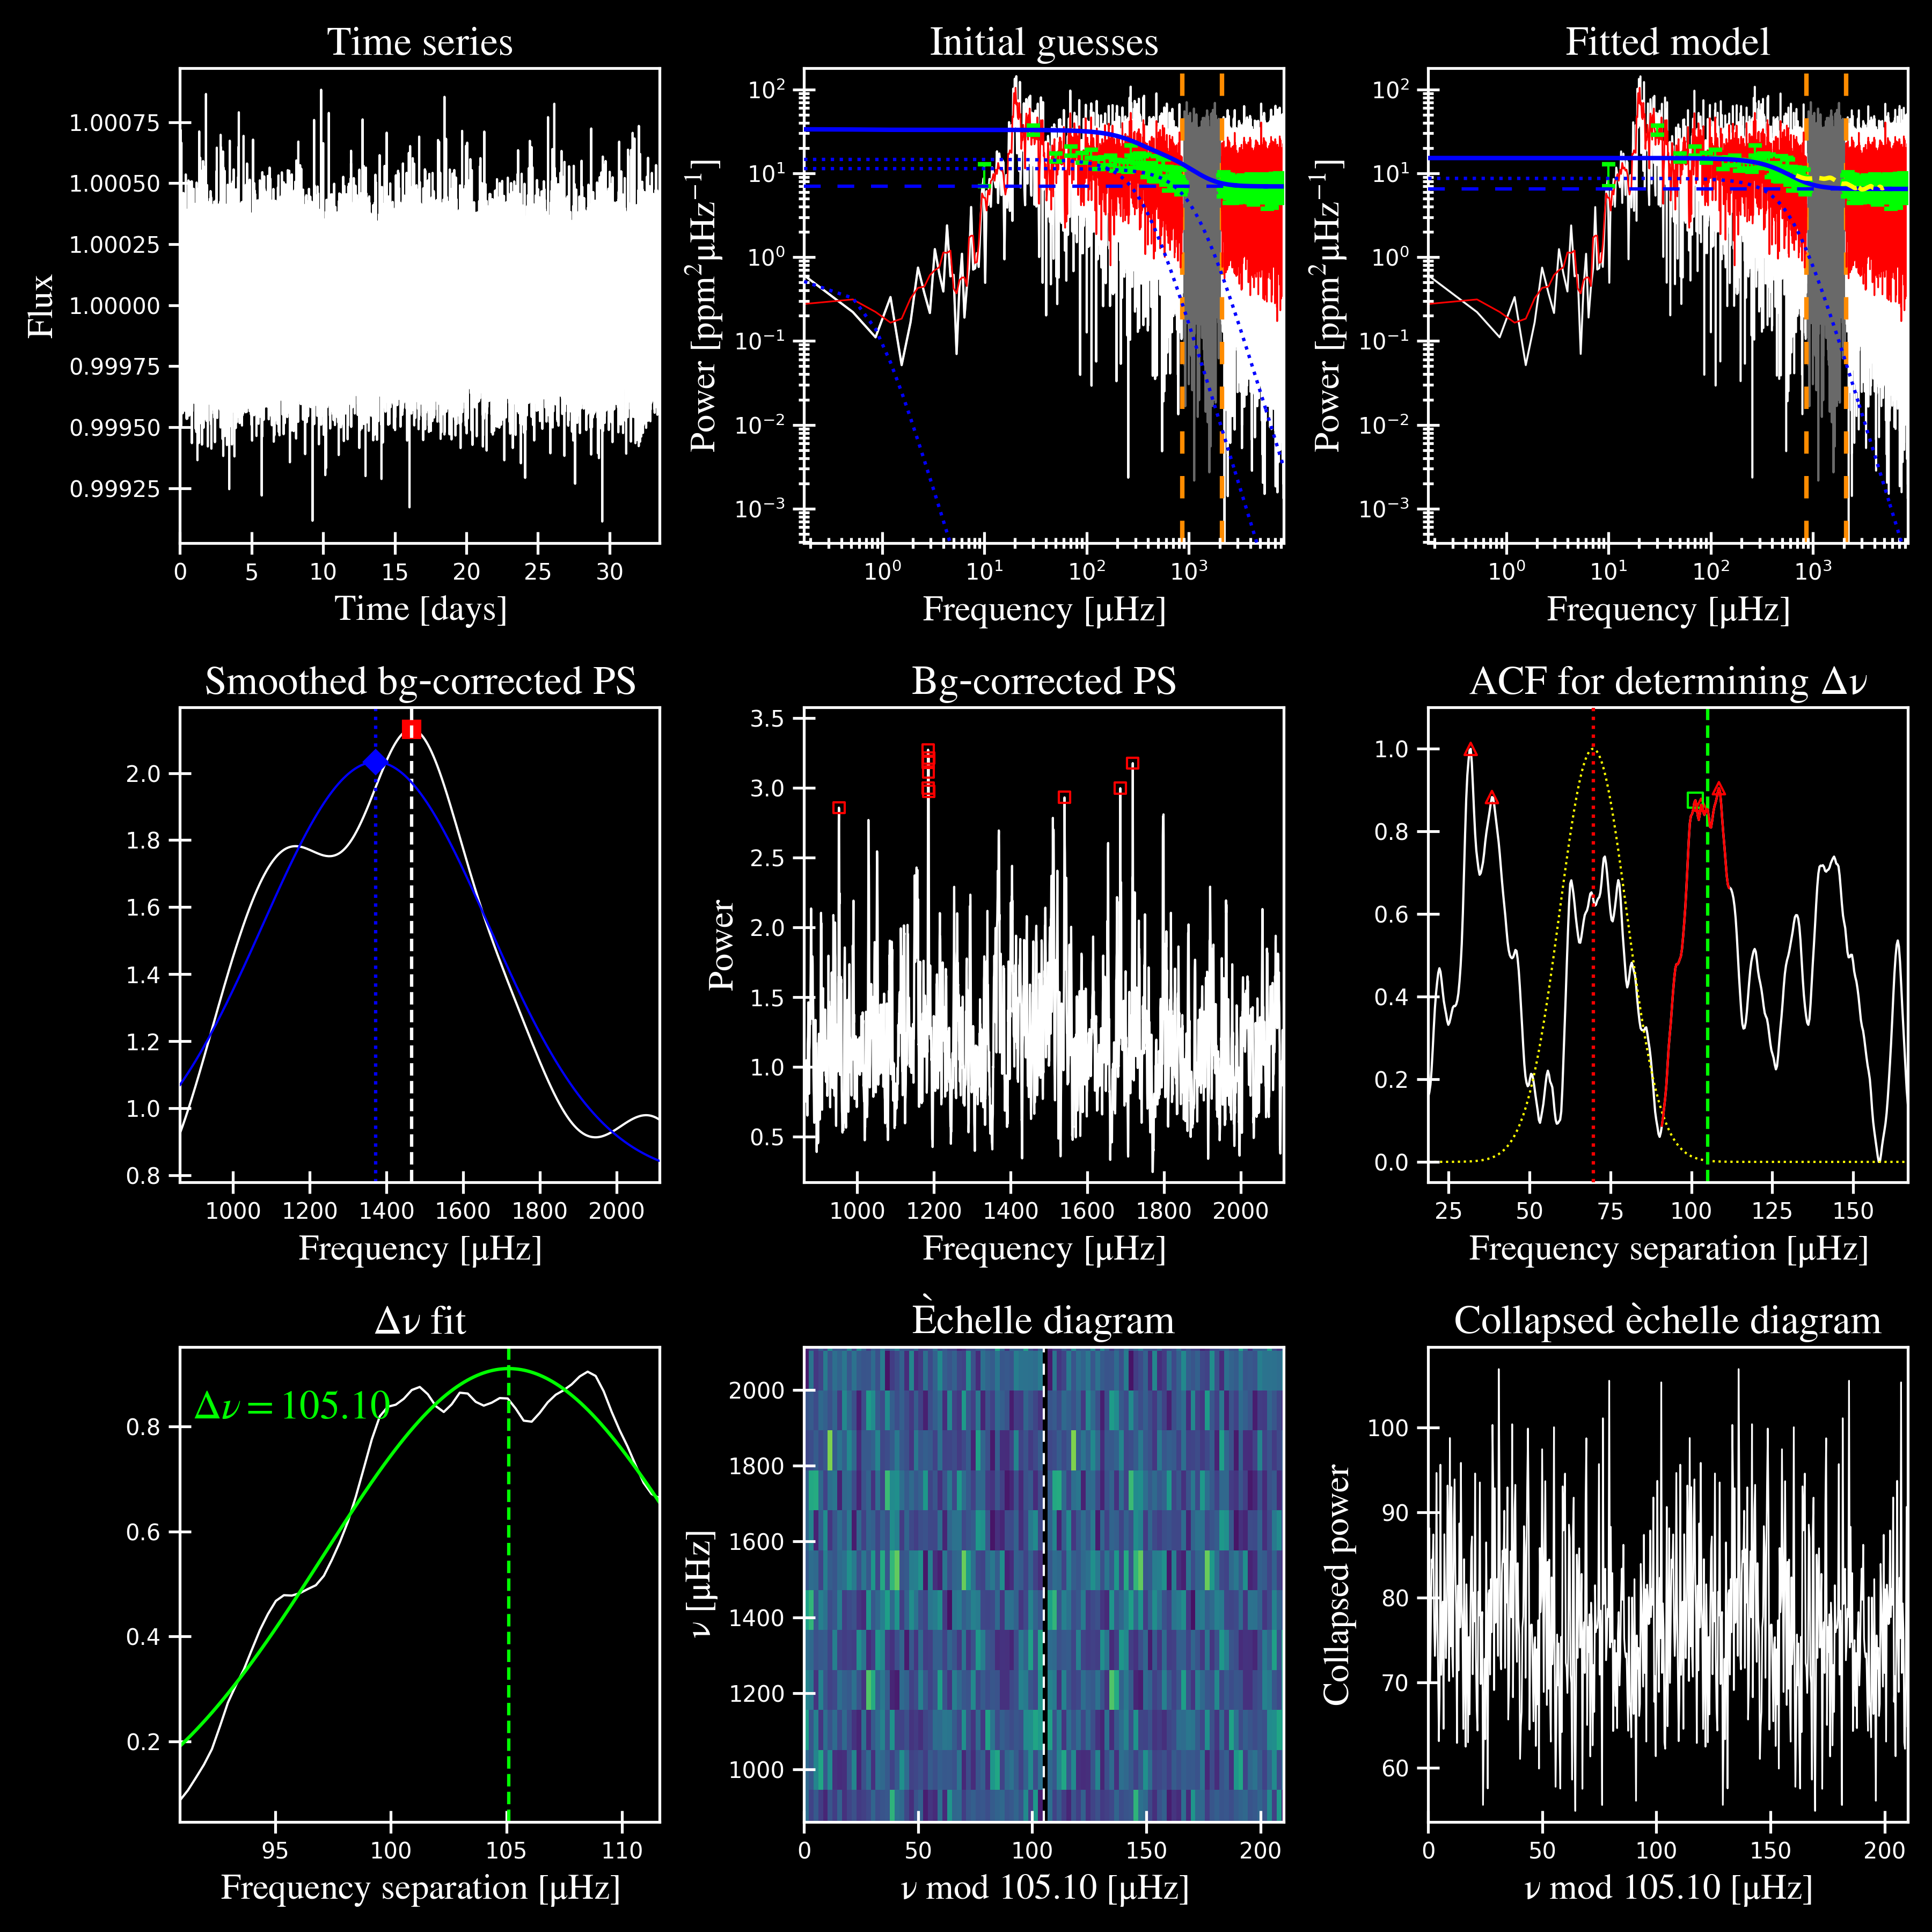 Time series
1.00075
1.00050
1.00025
1.00000
0.99975
0.99950
0.99925
Flux
0 5 10 15 20 25 30
Time [days]
Initial guesses
10² 10¹ 10⁰ 10⁻¹ 10⁻² 10⁻³
Power [ppm²μHz⁻¹]
10⁰ 10¹ 10² 10³
Frequency [μHz]
Fitted model
10² 10¹ 10⁰ 10⁻¹ 10⁻² 10⁻³
Power [ppm²μHz⁻¹]
10⁰ 10¹ 10² 10³
Frequency [μHz]
Smoothed bg-corrected PS
2.0
1.8
1.6
1.4
1.2
1.0
0.8
1000 1200 1400 1600 1800 2000
Frequency [μHz]
Bg-corrected PS
3.5
3.0
2.5
2.0
1.5
1.0
0.5
Power
1000 1200 1400 1600 1800 2000
Frequency [μHz]
ACF for determining Δν
1.0
0.8
0.6
0.4
0.2
0.0
25 50 75 100 125 150
Frequency separation [μHz]
Δν fit
Δν = 105.10
0.8
0.6
0.4
0.2
95 100 105 110
Frequency separation [μHz]
Èchelle diagram
2000
1800
1600
1400
1200
1000
ν [μHz]
0 50 100 150 200
ν mod 105.10 [μHz]
Collapsed èchelle diagram
100
90
80
70
60
Collapsed power
0 50 100 150 200
ν mod 105.10 [μHz]